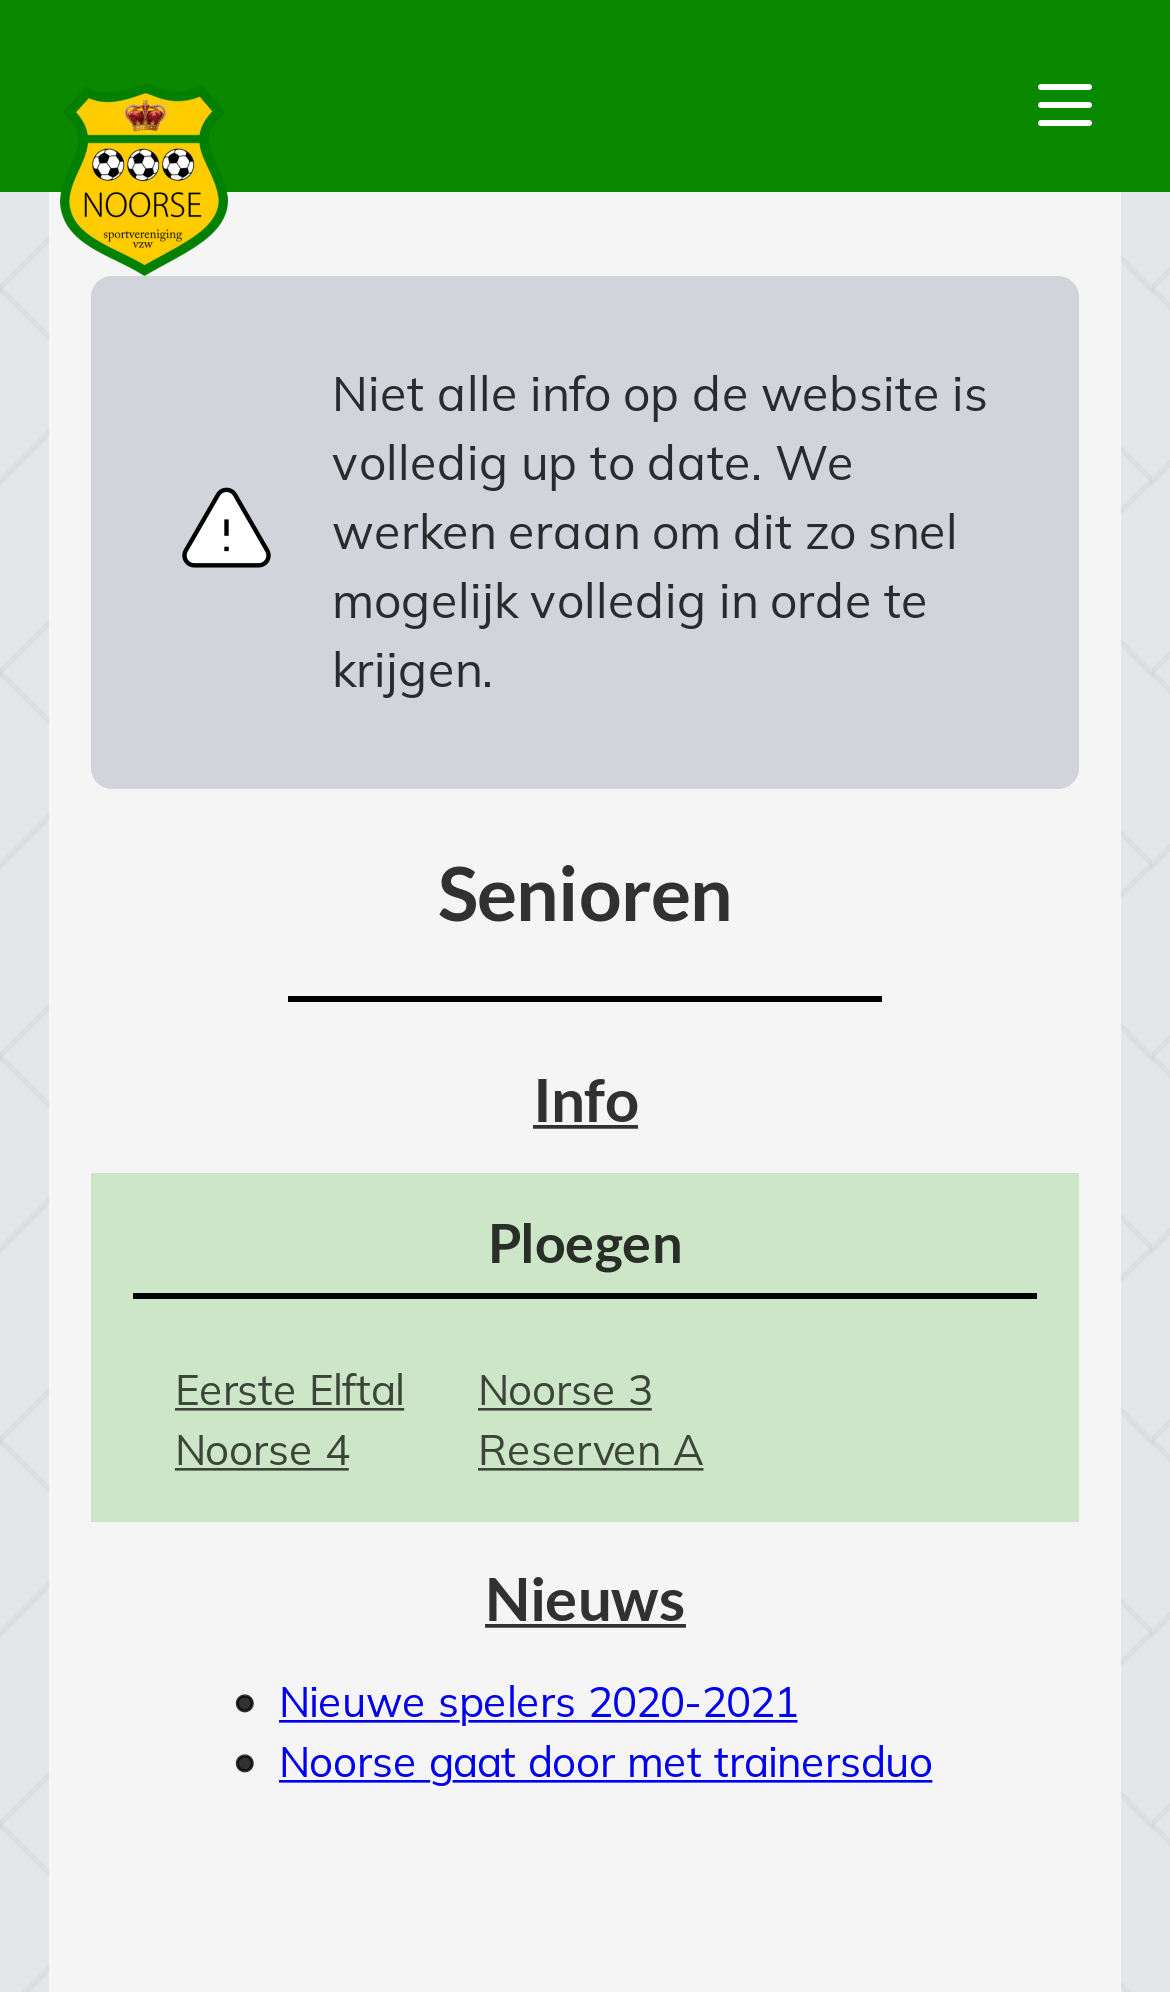 NOORSE
sportvereniging
vzw
Niet alle info op de website is
volledig up to date. We
werken eraan om dit zo snel
mogelijk volledig in orde te
krijgen.
Senioren
Info
Ploegen
Eerste Elftal Noorse 3
Noorse 4 Reserven A
Nieuws
Nieuwe spelers 2020-2021
Noorse gaat door met trainersduo